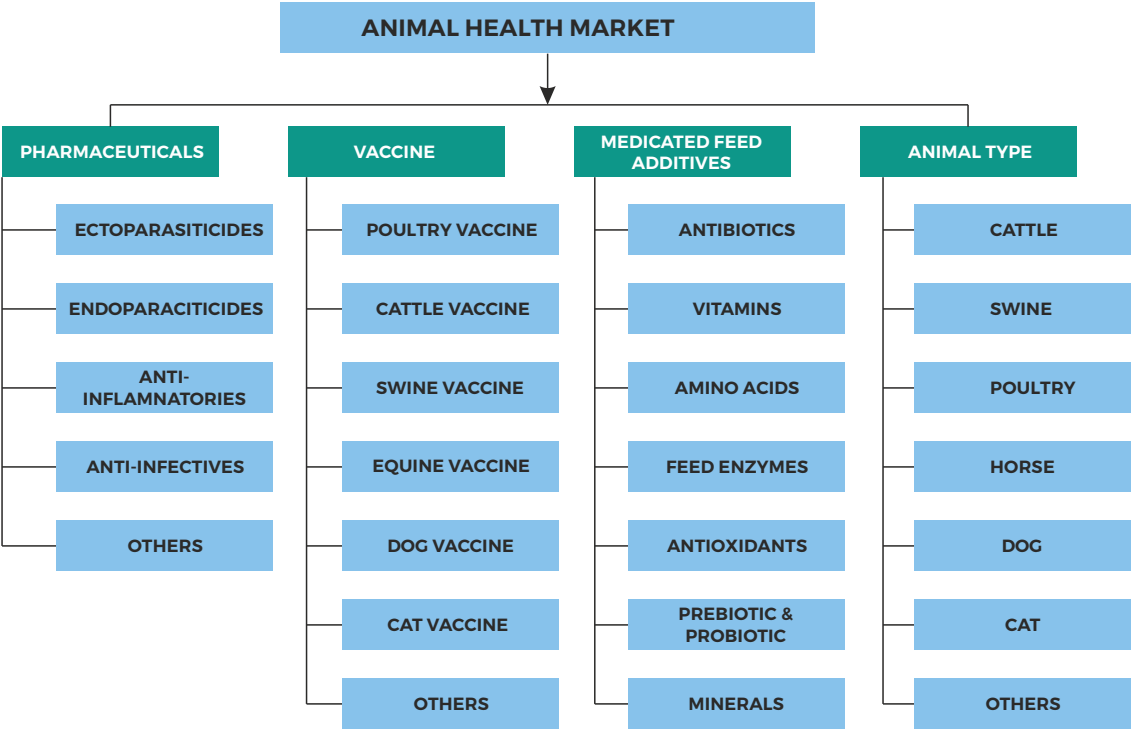 ANIMAL HEALTH MARKET
PHARMACEUTICALS
ECTOPARASITICIDES
ENDOPARACITICIDES
ANTI-
INFLAMNATORIES
ANTI-INFECTIVES
OTHERS
VACCINE
POULTRY VACCINE
CATTLE VACCINE
SWINE VACCINE
EQUINE VACCINE
DOG VACCINE
CAT VACCINE
OTHERS
MEDICATED FEED
ADDITIVES
ANTIBIOTICS
VITAMINS
AMINO ACIDS
FEED ENZYMES
ANTIOXIDANTS
PREBIOTIC &
PROBIOTIC
MINERALS
ANIMAL TYPE
CATTLE
SWINE
POULTRY
HORSE
DOG
CAT
OTHERS